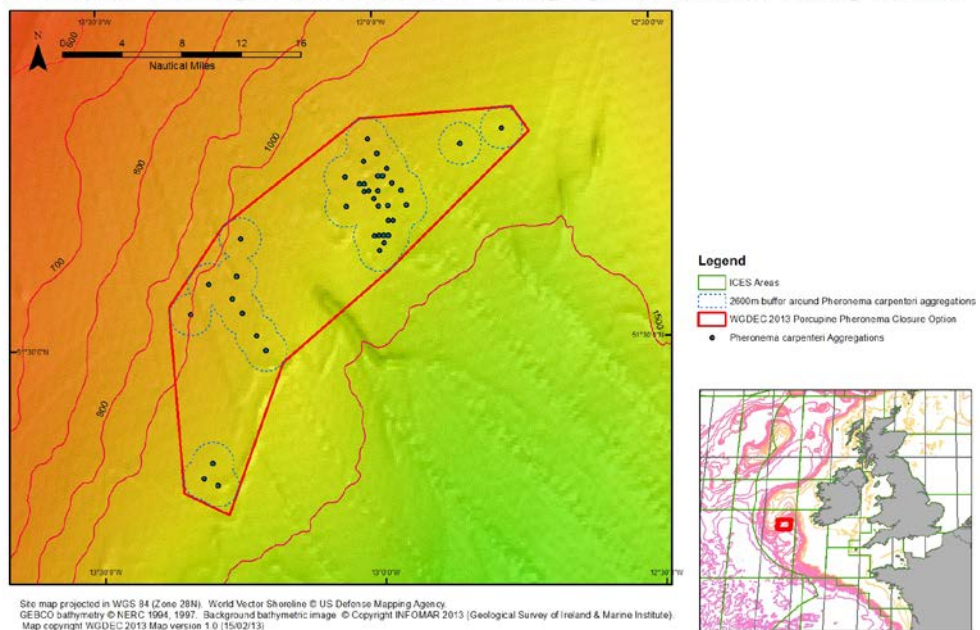 13°30'0"W 13°0'0"W 12°30'0"W
N
0 4 8 12 16
Nautical Miles
600
1000
800
700
900
1500
51°30'0"N 51°30'0"N
13°30'0"W 13°0'0"W 12°30'0"W
Legend
ICES Areas
2600m buffor around Pheronema carpenteri aggregations
WGDEC 2013 Porcupine Pheronema Closure Option
Pheronema carpenteri Aggregations
Site map projected in WGS 84 (Zone 28N). World Vector Shoreline © US Defense Mapping Agency.
GEBCO bathymetry © NERC 1994, 1997. Background bathymetric image © Copyright INFOMAR 2013 (Geological Survey of Ireland & Marine Institute)
Map copyright WGDEC 2013 Map version 1.0 (15/02/13)